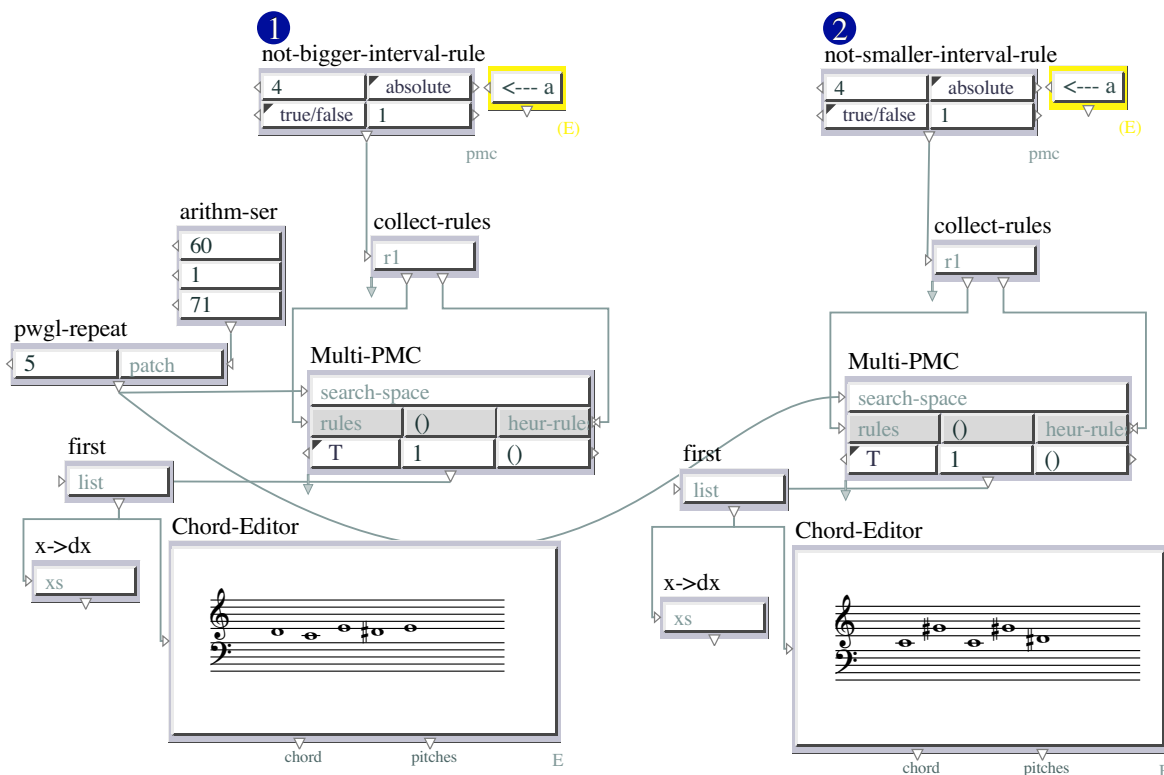 1
not-bigger-interval-rule
4 absolute
true/false 1
<--- a
(E)
pmc
arithm-ser
60
1
71
collect-rules
r1
pwgl-repeat
5 patch
Multi-PMC
search-space
rules () heur-rule
T 1 ()
first
list
x->dx
xs
Chord-Editor
chord pitches E
2
not-smaller-interval-rule
4 absolute
true/false 1
<--- a
(E)
pmc
collect-rules
r1
Multi-PMC
search-space
rules () heur-rule
T 1 ()
first
list
x->dx
xs
Chord-Editor
chord pitches